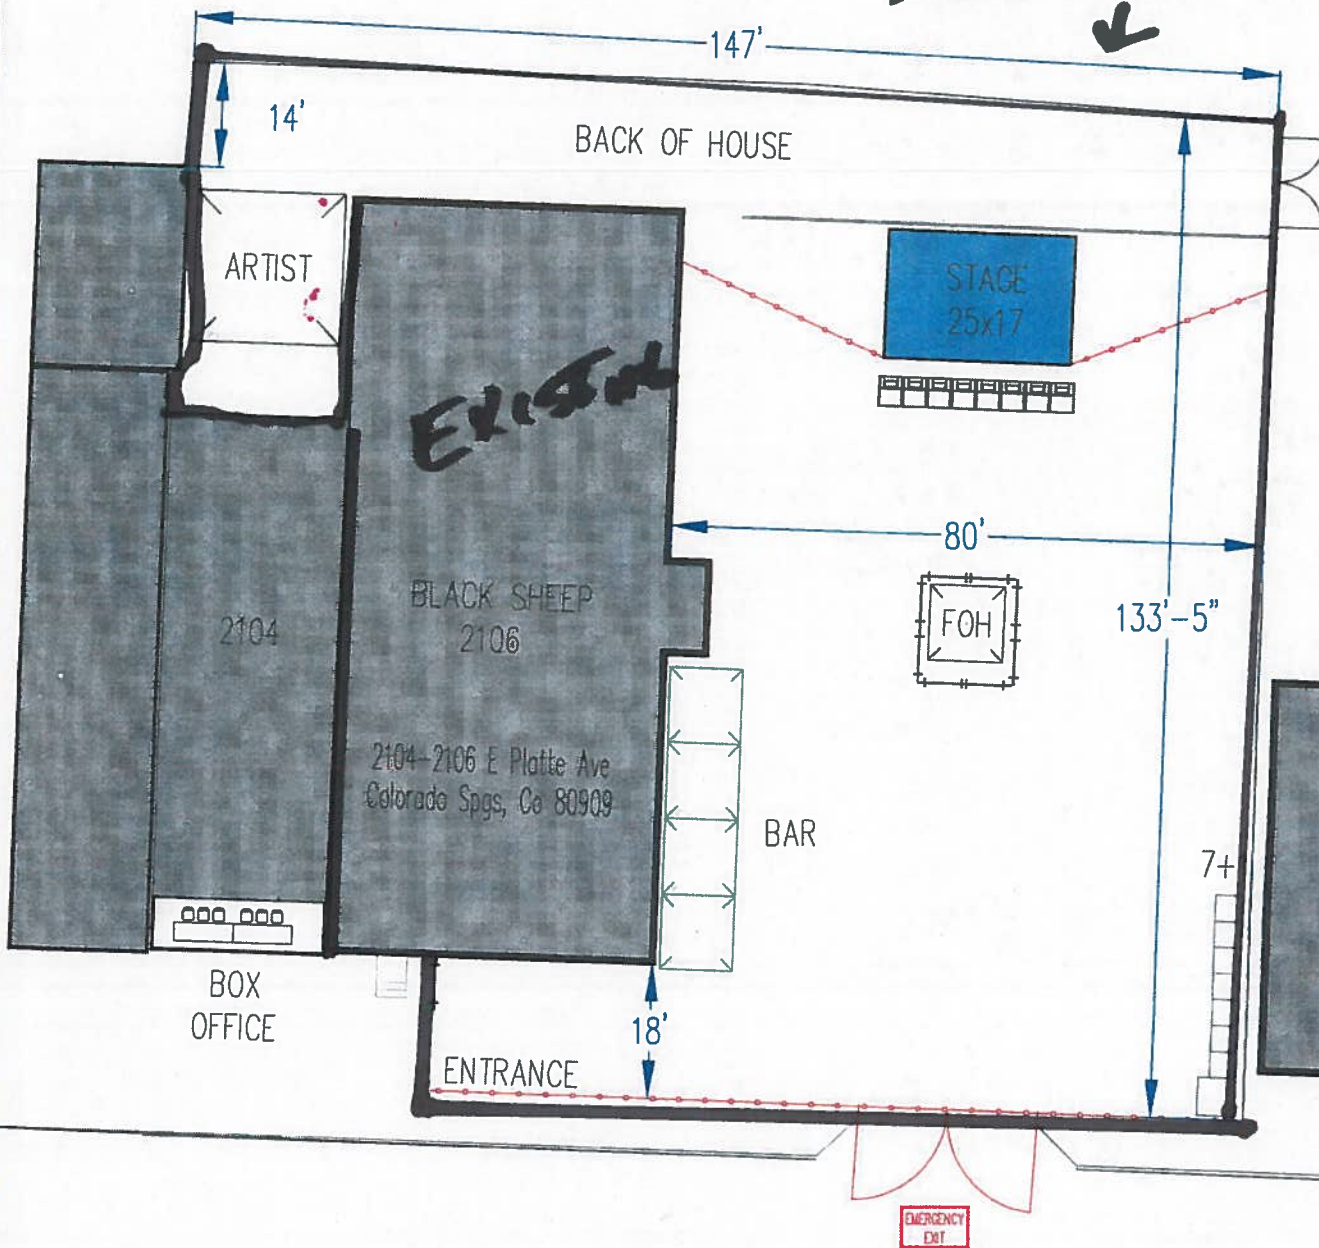 147'
14'
BACK OF HOUSE
ARTIST
STAGE
25x17
EXISTING
80'
FOH
133'-5"
BLACK SHEEP
2106
2104
2104-2106 E Platte Ave
Colorado Spgs, Co 80909
BAR
7+
BOX
OFFICE
18'
ENTRANCE
EMERGENCY
EXIT